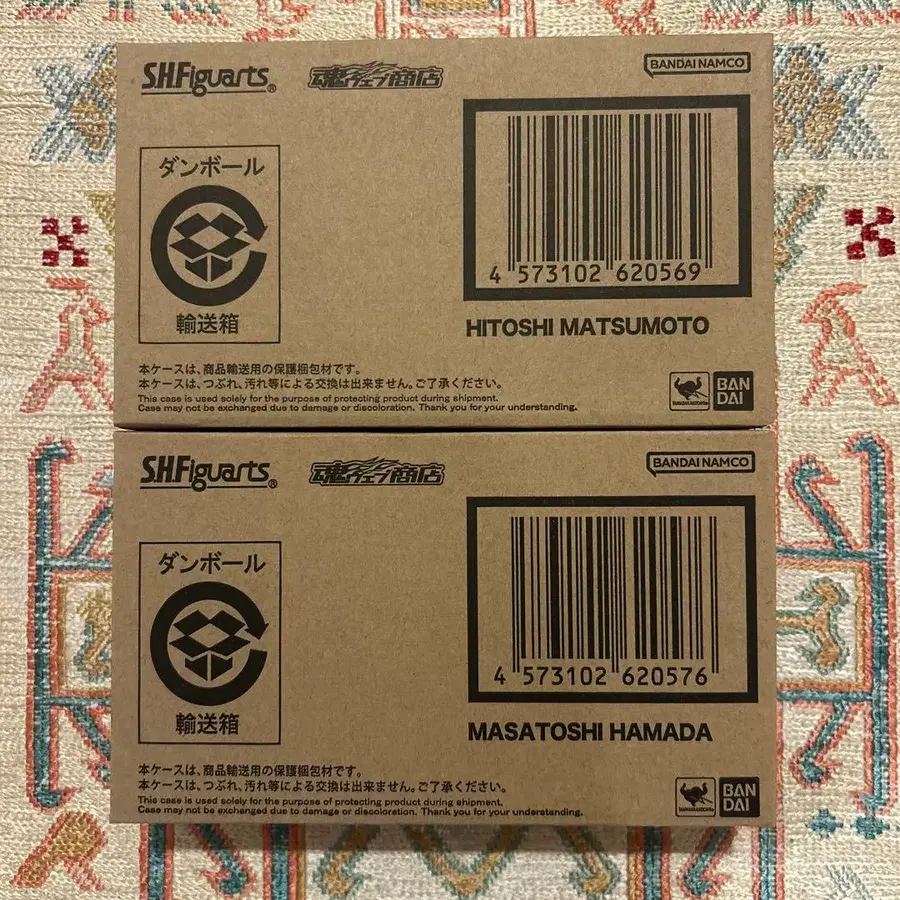 S.H.Figuarts®
魂ウェブ商店
BANDAI NAMCO
ダンボール
輸送箱
4 573102 620569
HITOSHI MATSUMOTO
本ケースは、商品輸送用の保護梱包材です。
本ケースは、つぶれ、汚れ等による交換は出来ません。ご了承ください。
This case is used solely for the purpose of protecting product during shipment.
Case may not be exchanged due to damage or discoloration. Thank you for your understanding.
BAN
DAI
S.H.Figuarts®
魂ウェブ商店
BANDAI NAMCO
ダンボール
輸送箱
4 573102 620576
MASATOSHI HAMADA
本ケースは、商品輸送用の保護梱包材です。
本ケースは、つぶれ、汚れ等による交換は出来ません。ご了承ください。
This case is used solely for the purpose of protecting product during shipment.
Case may not be exchanged due to damage or discoloration. Thank you for your understanding.
BAN
DAI